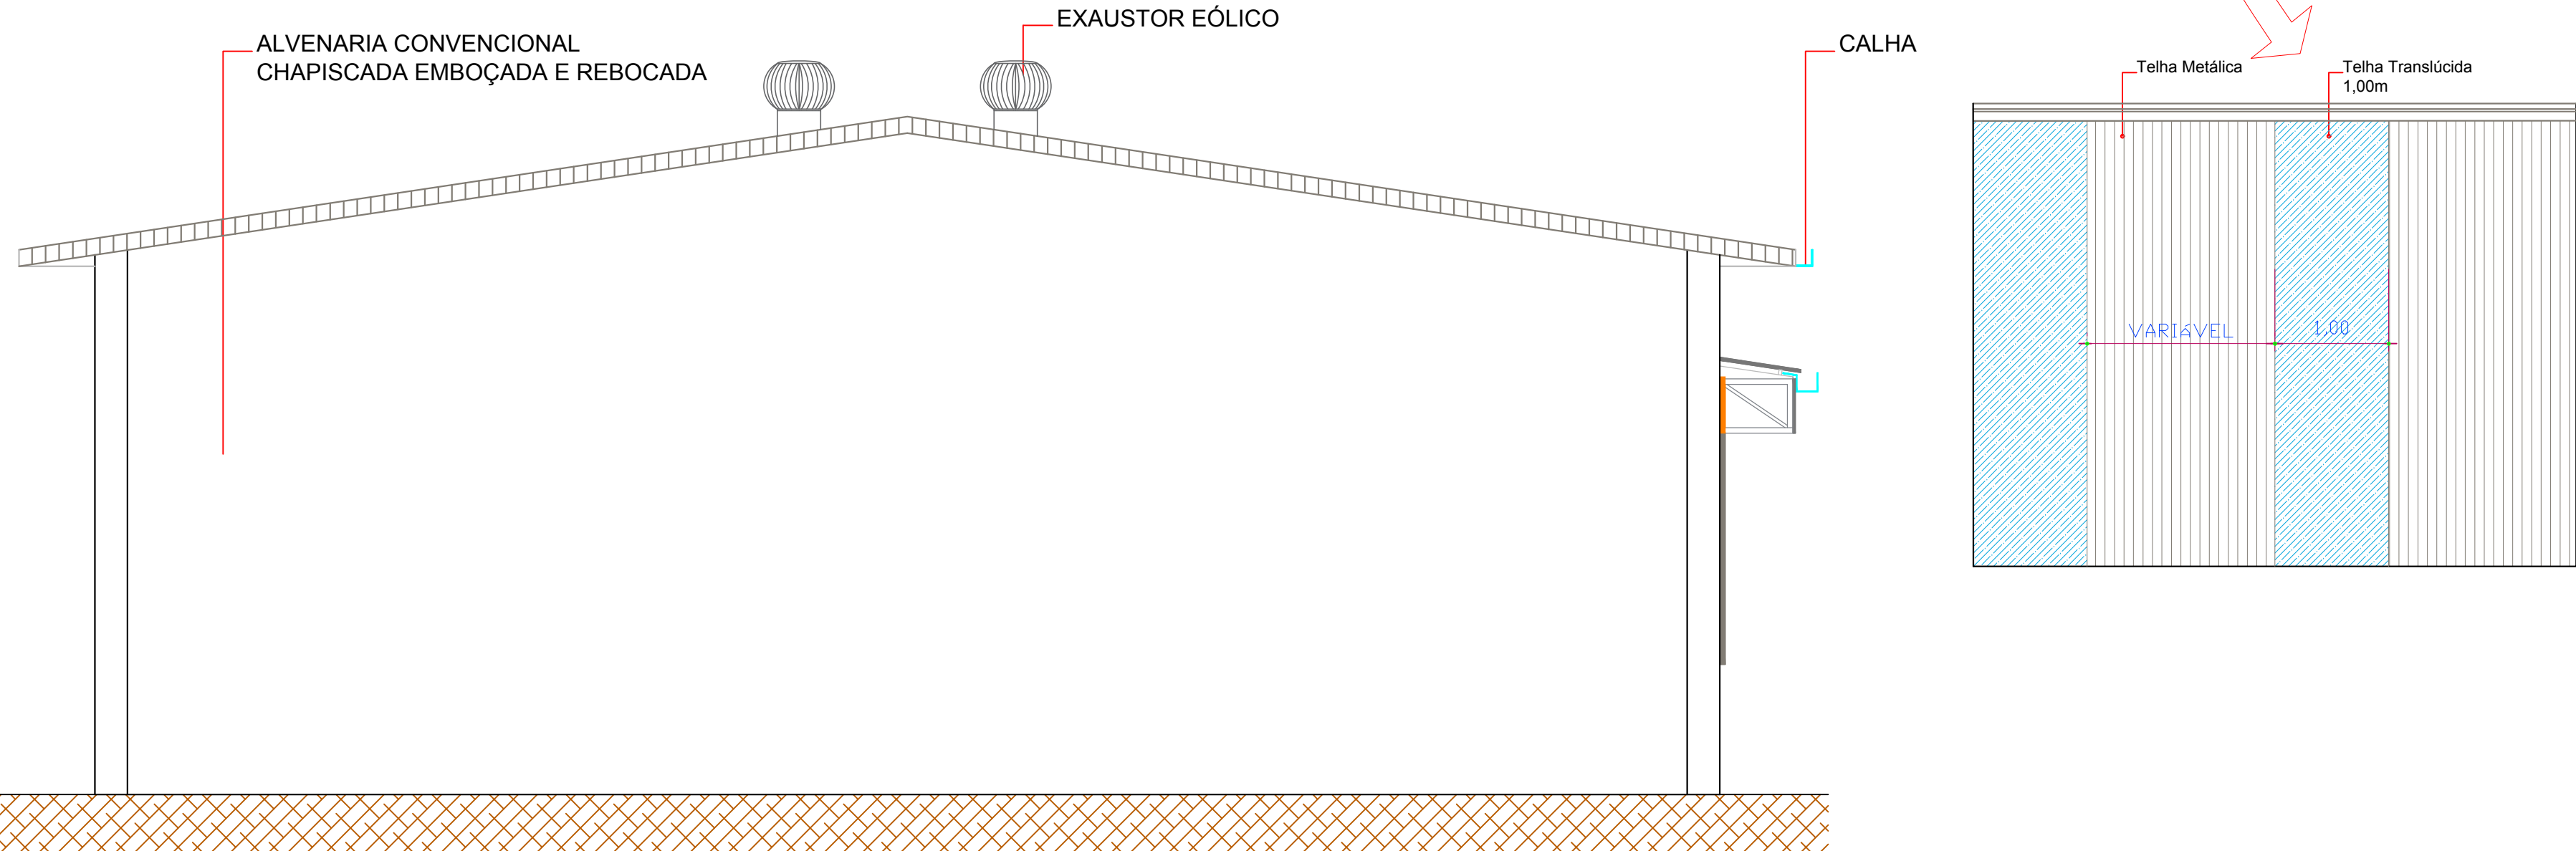 EXAUSTOR EÓLICO
ALVENARIA CONVENCIONAL
CHAPISCADA EMBOÇADA E REBOCADA
CALHA
Telha Metálica
Telha Translúcida
1,00m
VARIáVEL
1,00